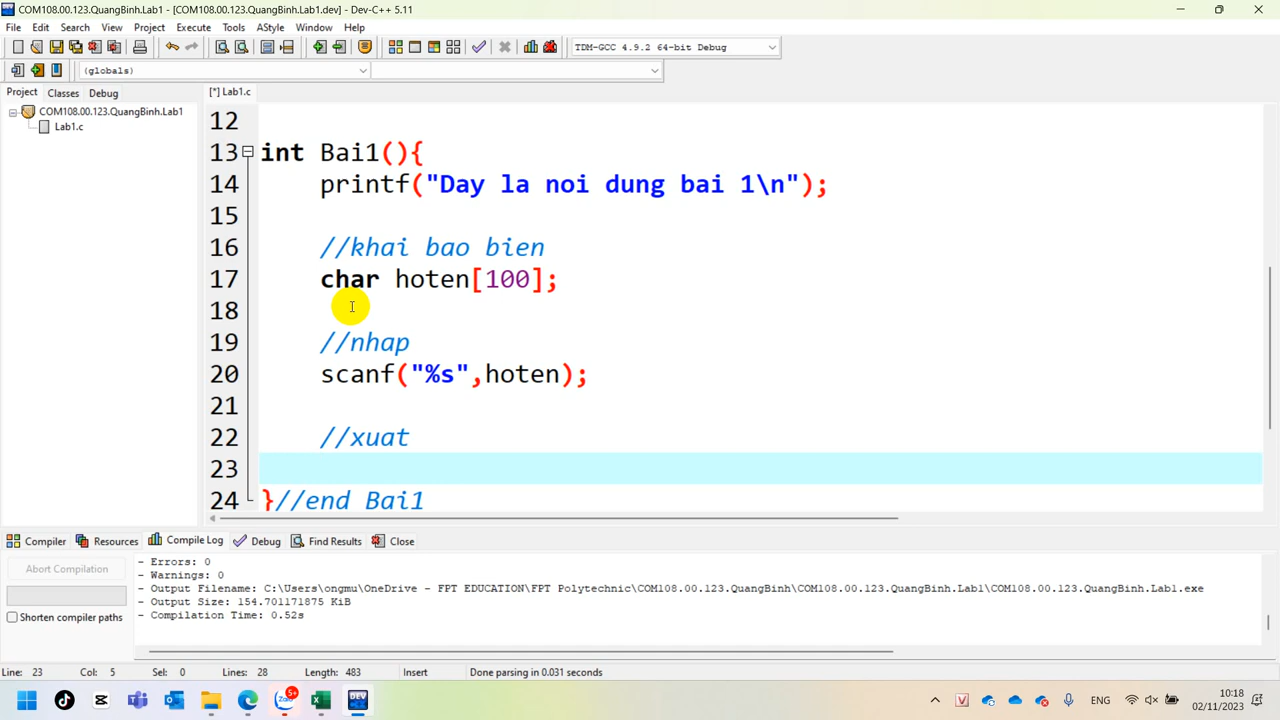 COM108.00.123.QuangBinh.Lab1 - [COM108.00.123.QuangBinh.Lab1.dev] - Dev-C++ 5.11
File Edit Search View Project Execute Tools AStyle Window Help
TDM-GCC 4.9.2 64-bit Debug
(globals)
Project Classes Debug
[*] Lab1.c
COM108.00.123.QuangBinh.Lab1
Lab1.c
12
13 int Bai1(){
14 printf("Day la noi dung bai 1\n");
15
16 //khai bao bien
17 char hoten[100];
18
19 //nhap
20 scanf("%s",hoten);
21
22 //xuat
23
24 }//end Bai1
Compiler Resources Compile Log Debug Find Results Close
Abort Compilation
Shorten compiler paths
- Errors: 0
- Warnings: 0
- Output Filename: C:\Users\ongmu\OneDrive - FPT EDUCATION\FPT Polytechnic\COM108.00.123.QuangBinh\COM108.00.123.QuangBinh.Lab1\COM108.00.123.QuangBinh.Lab1.exe
- Output Size: 154.701171875 KiB
- Compilation Time: 0.52s
Line: 23 Col: 5 Sel: 0 Lines: 28 Length: 483 Insert Done parsing in 0.031 seconds
5+
DEV
V
ENG
10:18
02/11/2023